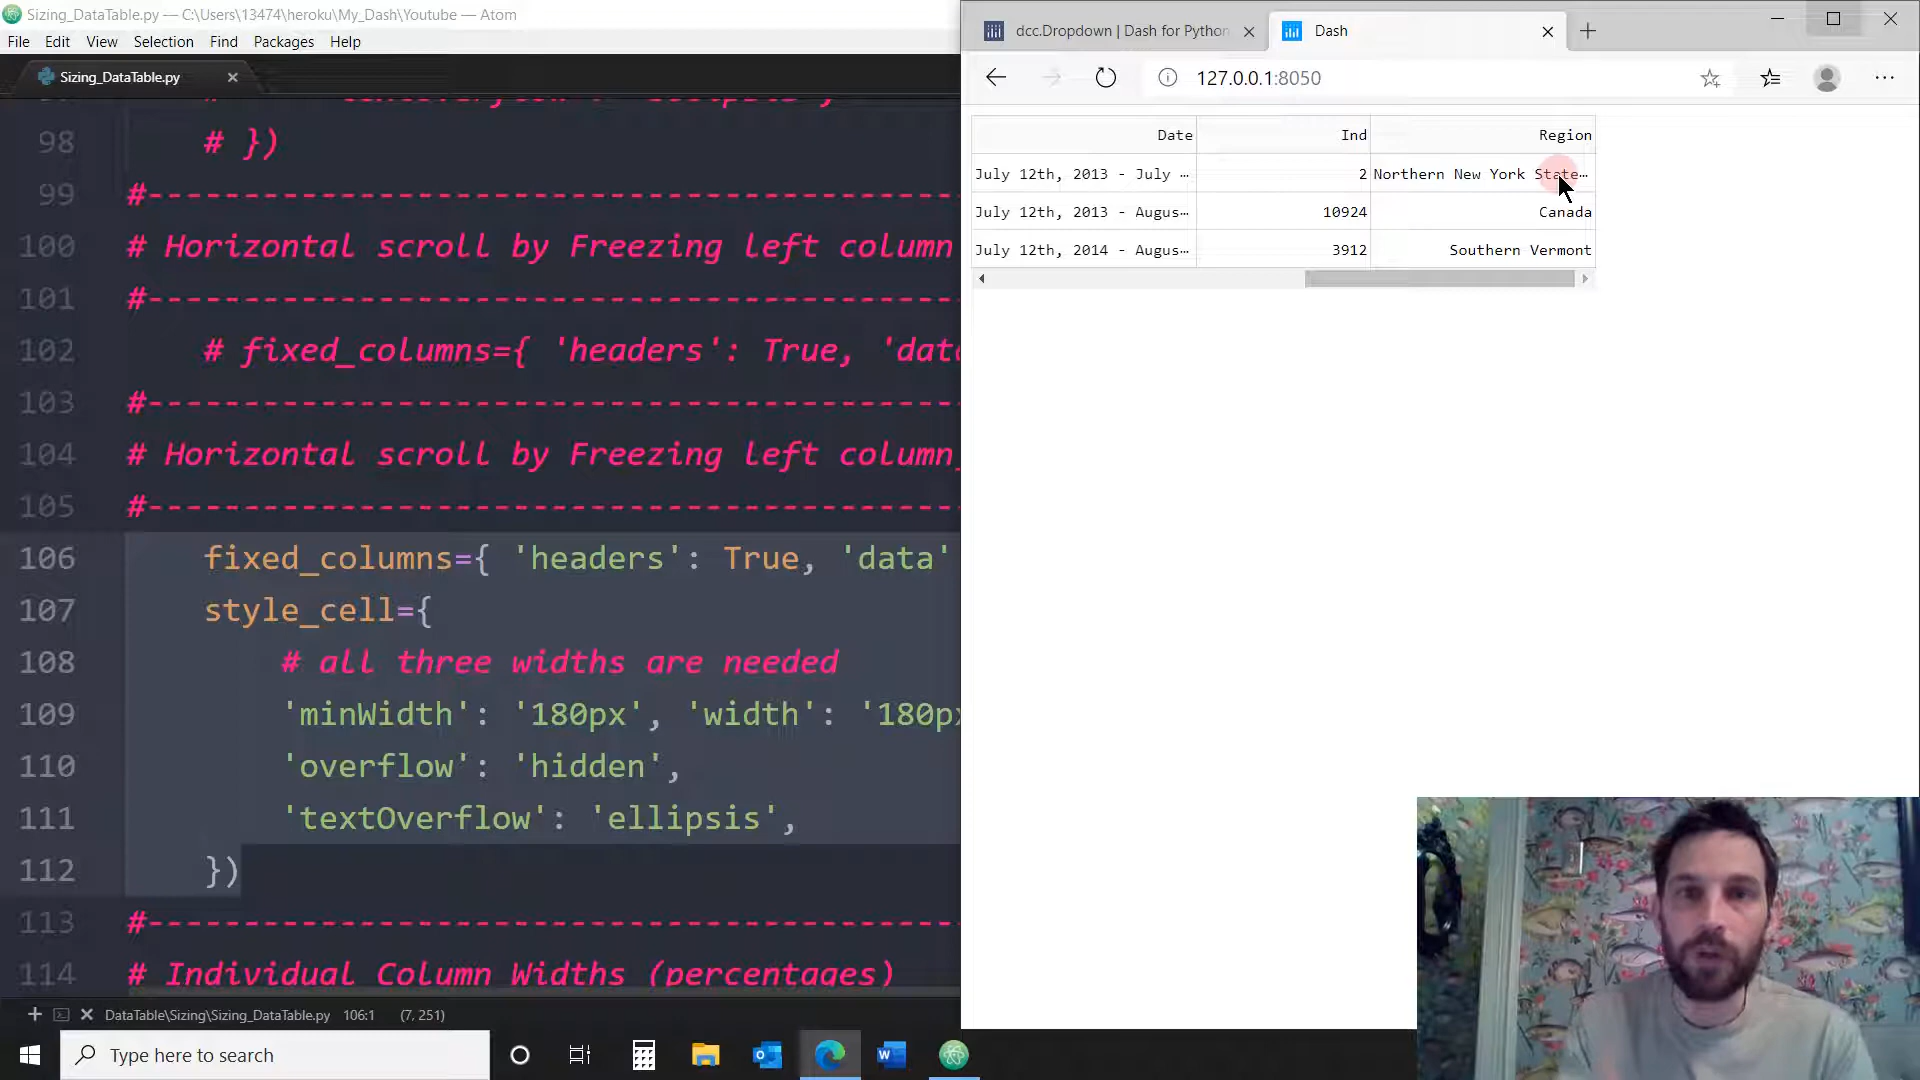 Sizing_DataTable.py — C:\Users\13474\heroku\My_Dash\Youtube — Atom
File Edit View Selection Find Packages Help
Sizing_DataTable.py
98 # })
99 #--------------------------------------------
100 # Horizontal scroll by Freezing left column
101 #--------------------------------------------
102 # fixed_columns={ 'headers': True, 'data
103 #--------------------------------------------
104 # Horizontal scroll by Freezing left column_
105 #--------------------------------------------
106 fixed_columns={ 'headers': True, 'data'
107 style_cell={
108 # all three widths are needed
109 'minWidth': '180px', 'width': '180px
110 'overflow': 'hidden',
111 'textOverflow': 'ellipsis',
112 })
113 #--------------------------------------------
114 # Individual Column Widths (percentages)
DataTable\Sizing\Sizing_DataTable.py 106:1 (7, 251)
Type here to search
dcc.Dropdown | Dash for Python
Dash
127.0.0.1:8050
Date Ind Region
July 12th, 2013 - July … 2 Northern New York State…
July 12th, 2013 - Augus… 10924 Canada
July 12th, 2014 - Augus… 3912 Southern Vermont